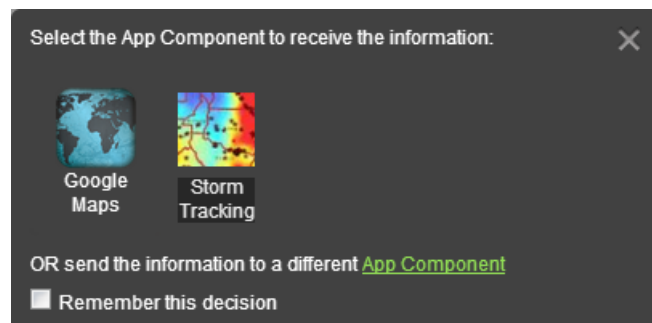 Select the App Component to receive the information:
Google
Maps
Storm
Tracking
OR send the information to a different App Component
Remember this decision